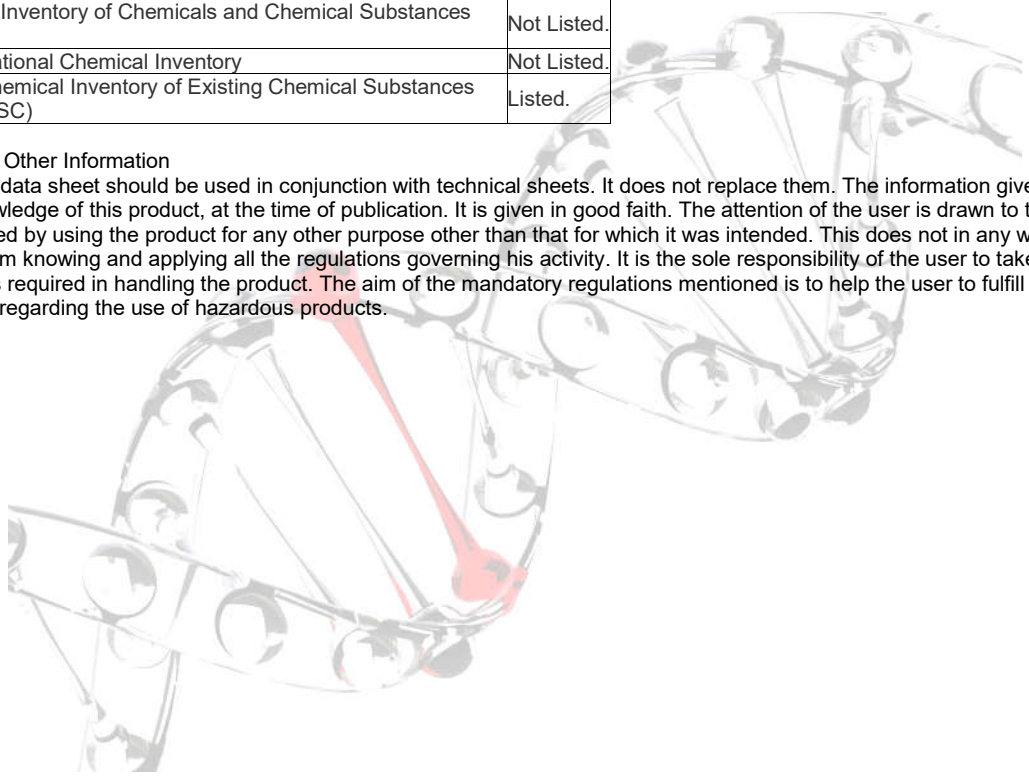 Inventory of Chemicals and Chemical Substances
Not Listed.
tional Chemical Inventory
Not Listed.
emical Inventory of Existing Chemical Substances
SC)
Listed.
Other Information
data sheet should be used in conjunction with technical sheets. It does not replace them. The information give
wledge of this product, at the time of publication. It is given in good faith. The attention of the user is drawn to t
ed by using the product for any other purpose other than that for which it was intended. This does not in any w
m knowing and applying all the regulations governing his activity. It is the sole responsibility of the user to take
s required in handling the product. The aim of the mandatory regulations mentioned is to help the user to fulfill
regarding the use of hazardous products.